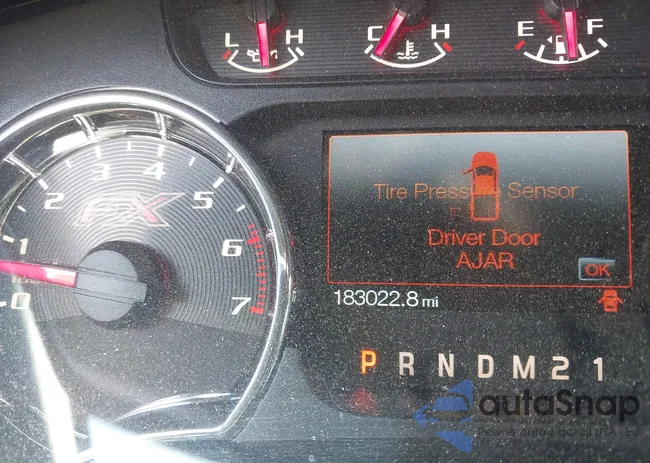 L H
C H
E F
1 2 3 4 5 6 7
0
FX
Tire Pressure Sensor
Driver Door
AJAR
OK
183022.8 mi
P R N D M 2 1
autoSnap